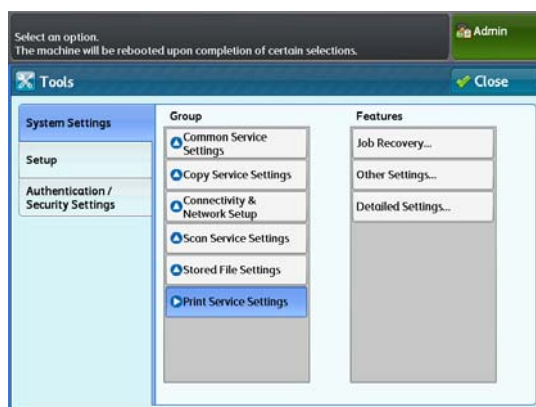 Select an option.
The machine will be rebooted upon completion of certain selections.
Admin
Tools
Close
System Settings
Setup
Authentication /
Security Settings
Group
Common Service
Settings
Copy Service Settings
Connectivity &
Network Setup
Scan Service Settings
Stored File Settings
Print Service Settings
Features
Job Recovery...
Other Settings...
Detailed Settings...